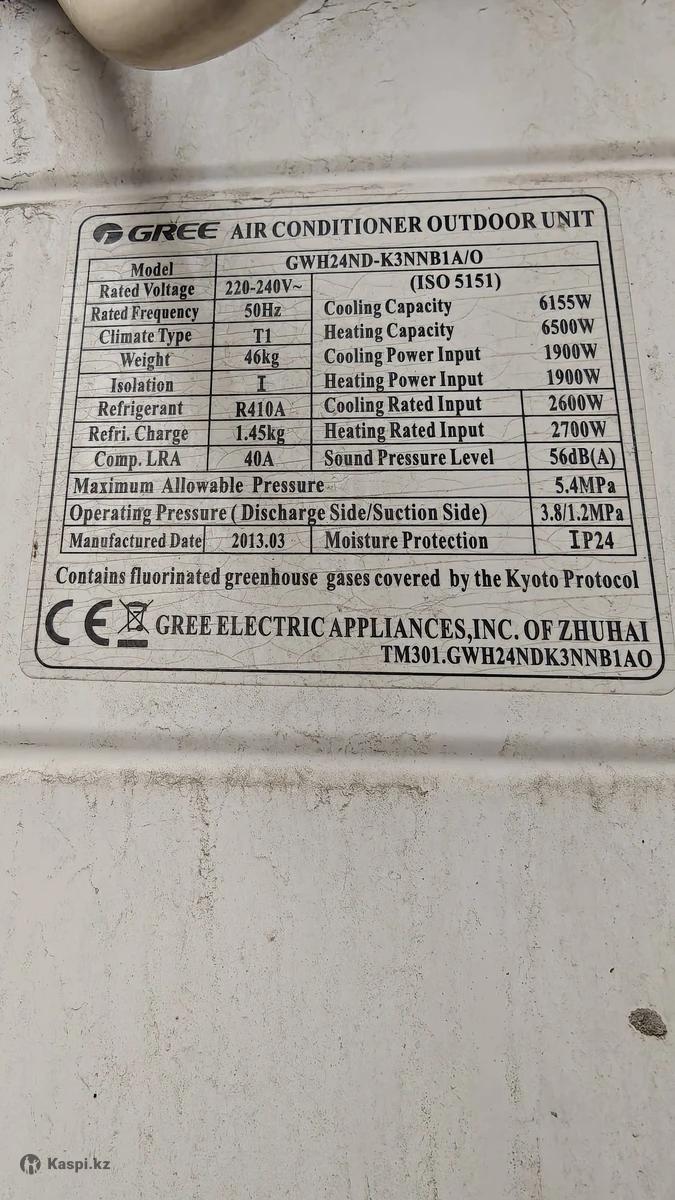 GREE AIR CONDITIONER OUTDOOR UNIT
Model GWH24ND-K3NNB1A/O
Rated Voltage 220-240V~ (ISO 5151)
Rated Frequency 50Hz Cooling Capacity 6155W
Climate Type T1 Heating Capacity 6500W
Weight 46kg Cooling Power Input 1900W
Isolation I Heating Power Input 1900W
Refrigerant R410A Cooling Rated Input 2600W
Refri. Charge 1.45kg Heating Rated Input 2700W
Comp. LRA 40A Sound Pressure Level 56dB(A)
Maximum Allowable Pressure 5.4MPa
Operating Pressure (Discharge Side/Suction Side) 3.8/1.2MPa
Manufactured Date 2013.03 Moisture Protection IP24
Contains fluorinated greenhouse gases covered by the Kyoto Protocol
CE GREE ELECTRIC APPLIANCES,INC. OF ZHUHAI
TM301.GWH24NDK3NNB1AO
Kaspi.kz